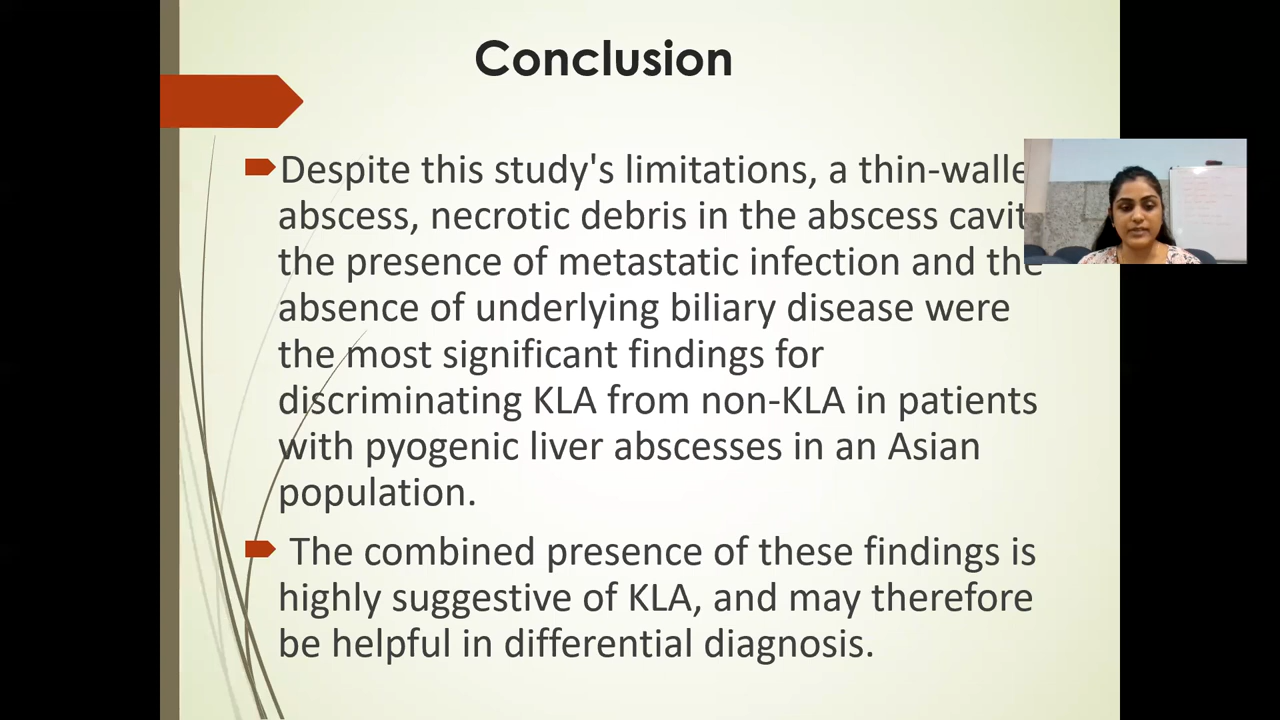 Conclusion
Despite this study's limitations, a thin-walle
abscess, necrotic debris in the abscess cavit
the presence of metastatic infection and the
absence of underlying biliary disease were
the most significant findings for
discriminating KLA from non-KLA in patients
with pyogenic liver abscesses in an Asian
population.
The combined presence of these findings is
highly suggestive of KLA, and may therefore
be helpful in differential diagnosis.